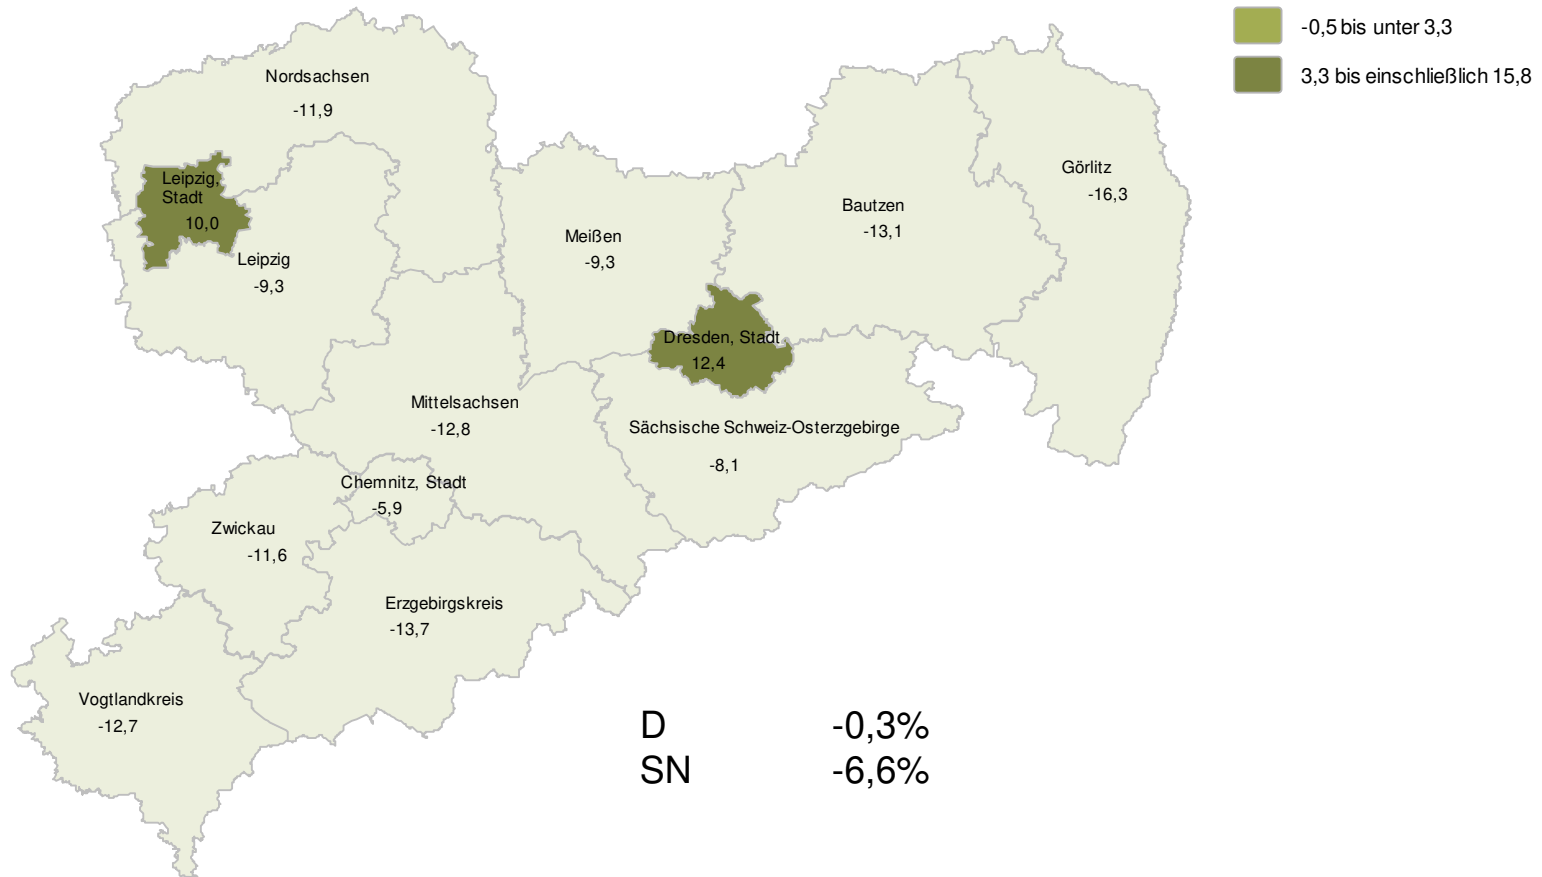 -0,5 bis unter 3,3
3,3 bis einschließlich 15,8
Nordsachsen
-11,9
Leipzig,
Stadt
10,0
Leipzig
-9,3
Meißen
-9,3
Bautzen
-13,1
Görlitz
-16,3
Dresden, Stadt
12,4
Mittelsachsen
-12,8
Sächsische Schweiz-Osterzgebirge
-8,1
Chemnitz, Stadt
-5,9
Zwickau
-11,6
Erzgebirgskreis
-13,7
Vogtlandkreis
-12,7
D -0,3%
SN -6,6%